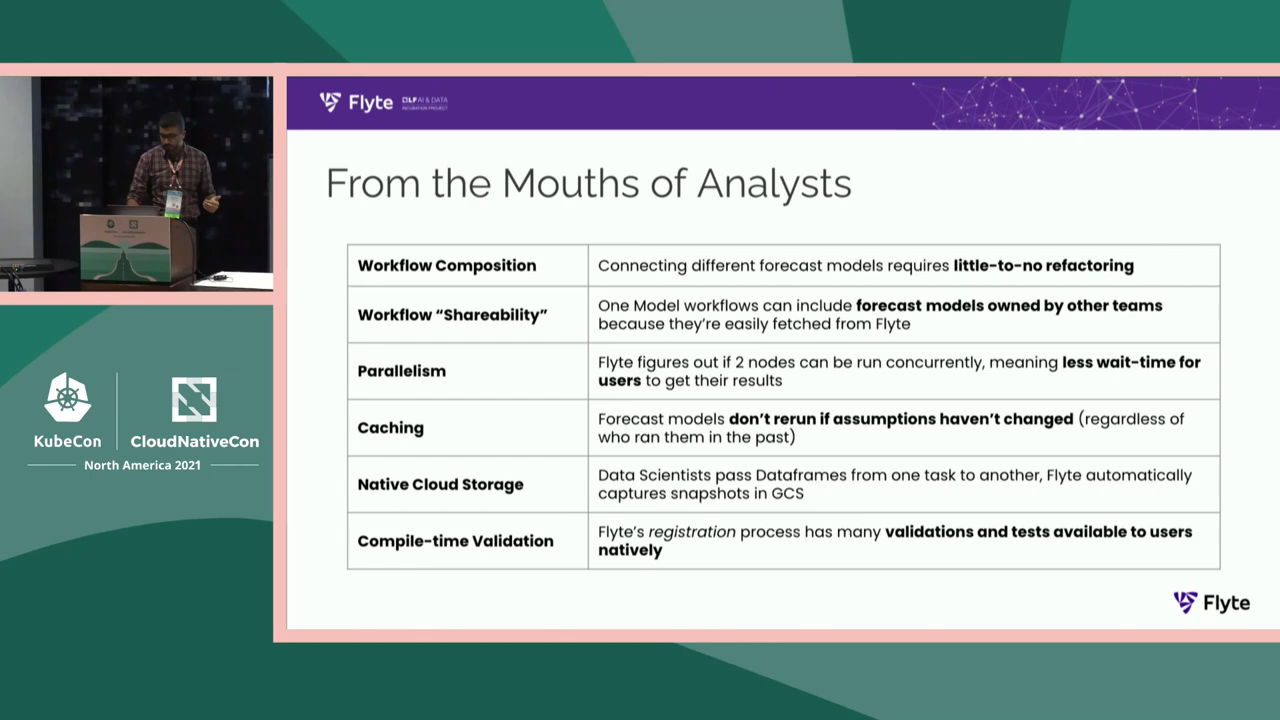 Flyte
LF AI & DATA
INCUBATION PROJECT
From the Mouths of Analysts
Workflow Composition
Connecting different forecast models requires little-to-no refactoring
Workflow “Shareability”
One Model workflows can include forecast models owned by other teams
because they’re easily fetched from Flyte
Parallelism
Flyte figures out if 2 nodes can be run concurrently, meaning less wait-time for
users to get their results
Caching
Forecast models don’t rerun if assumptions haven’t changed (regardless of
who ran them in the past)
Native Cloud Storage
Data Scientists pass Dataframes from one task to another, Flyte automatically
captures snapshots in GCS
Compile-time Validation
Flyte’s registration process has many validations and tests available to users
natively
Flyte
KubeCon
CloudNativeCon
North America 2021